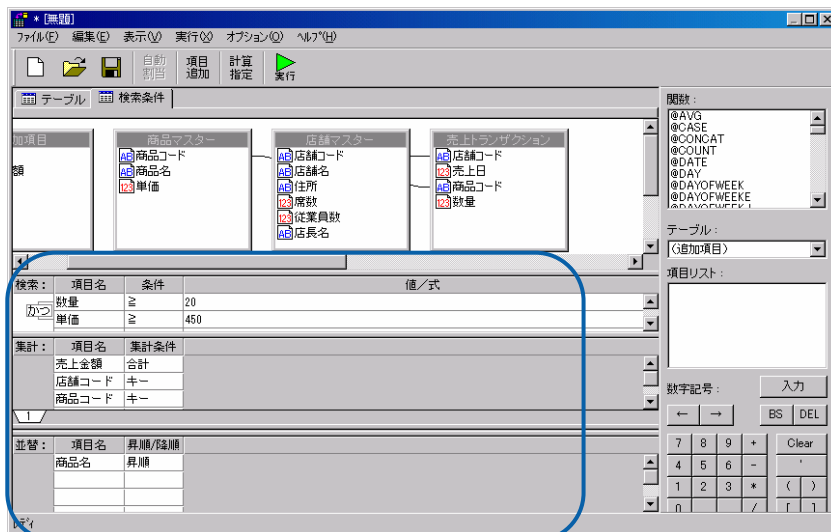 * [無題]
ファイル(F) 編集(E) 表示(V) 実行(X) オプション(O) ヘルプ(H)
自動割当 項目追加 計算指定 実行
テーブル 検索条件
加項目
額
商品マスター
商品コード
商品名
単価
店舗マスター
店舗コード
店舗名
住所
席数
従業員数
店長名
売上トランザクション
店舗コード
売上日
商品コード
数量
検索: 項目名 条件 値/式
かつ
数量 ≧ 20
単価 ≧ 450
集計: 項目名 集計条件
売上金額 合計
店舗コード キー
商品コード キー
1
並替: 項目名 昇順/降順
商品名 昇順
レディ
関数:
@AVG
@CASE
@CONCAT
@COUNT
@DATE
@DAY
@DAYOFWEEK
@DAYOFWEEKE
テーブル:
(追加項目)
項目リスト:
数字記号: 入力
← → BS DEL
7 8 9 + Clear
4 5 6 - '
1 2 3 * ( )
0 . / [ ]